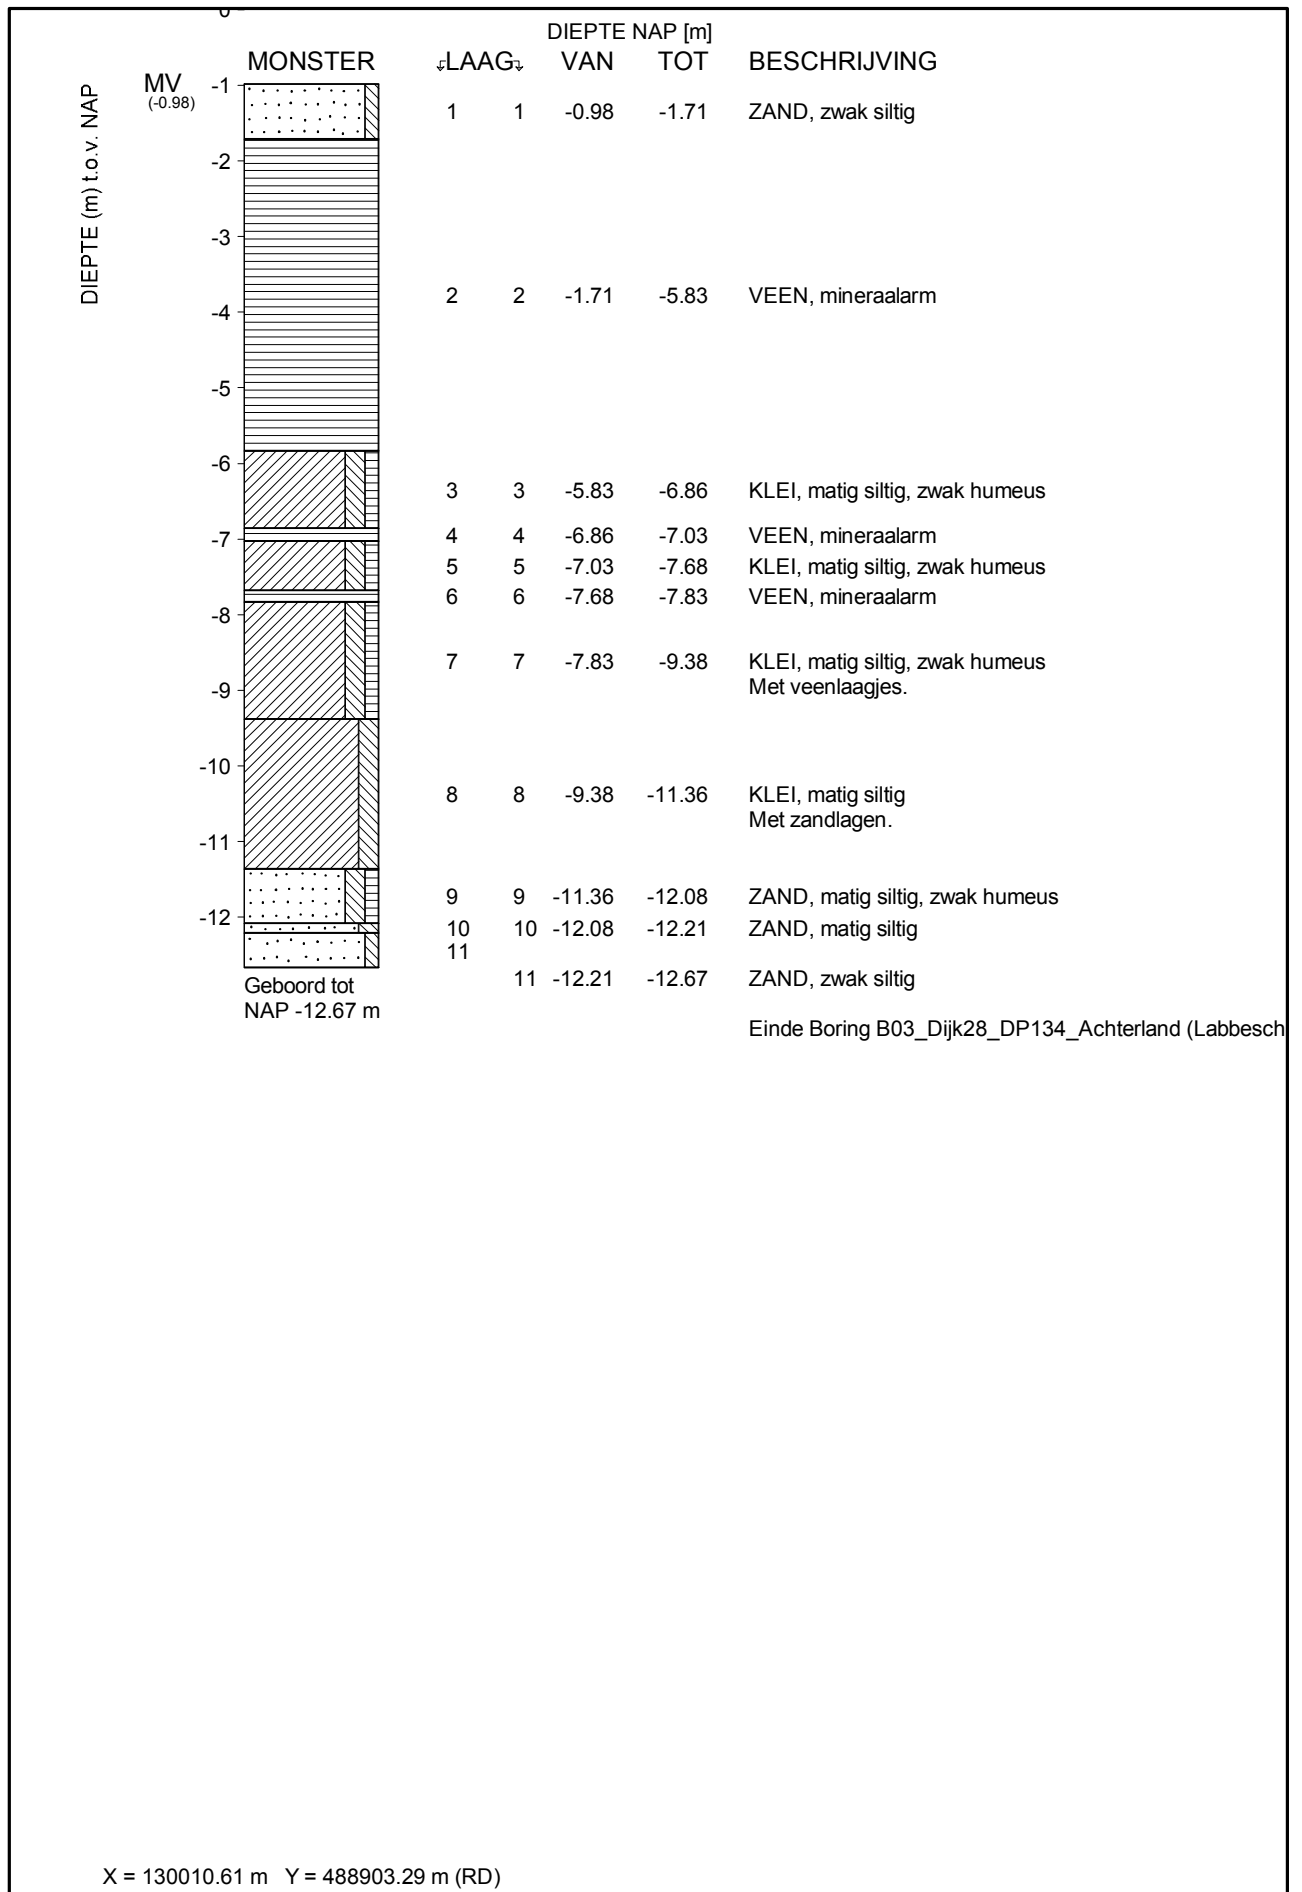 0
DIEPTE NAP [m]
MONSTER LAAG VAN TOT BESCHRIJVING
MV
(-0.98)
DIEPTE (m) t.o.v. NAP
-1
1 1 -0.98 -1.71 ZAND, zwak siltig
-2
-3
2 2 -1.71 -5.83 VEEN, mineraalarm
-4
-5
-6
3 3 -5.83 -6.86 KLEI, matig siltig, zwak humeus
4 4 -6.86 -7.03 VEEN, mineraalarm
-7
5 5 -7.03 -7.68 KLEI, matig siltig, zwak humeus
6 6 -7.68 -7.83 VEEN, mineraalarm
-8
7 7 -7.83 -9.38 KLEI, matig siltig, zwak humeus
-9
Met veenlaagjes.
-10
8 8 -9.38 -11.36 KLEI, matig siltig
Met zandlagen.
-11
9 9 -11.36 -12.08 ZAND, matig siltig, zwak humeus
-12
10 10 -12.08 -12.21 ZAND, matig siltig
11
11 -12.21 -12.67 ZAND, zwak siltig
Geboord tot
NAP -12.67 m
Einde Boring B03_Dijk28_DP134_Achterland (Labbesch
X = 130010.61 m Y = 488903.29 m (RD)